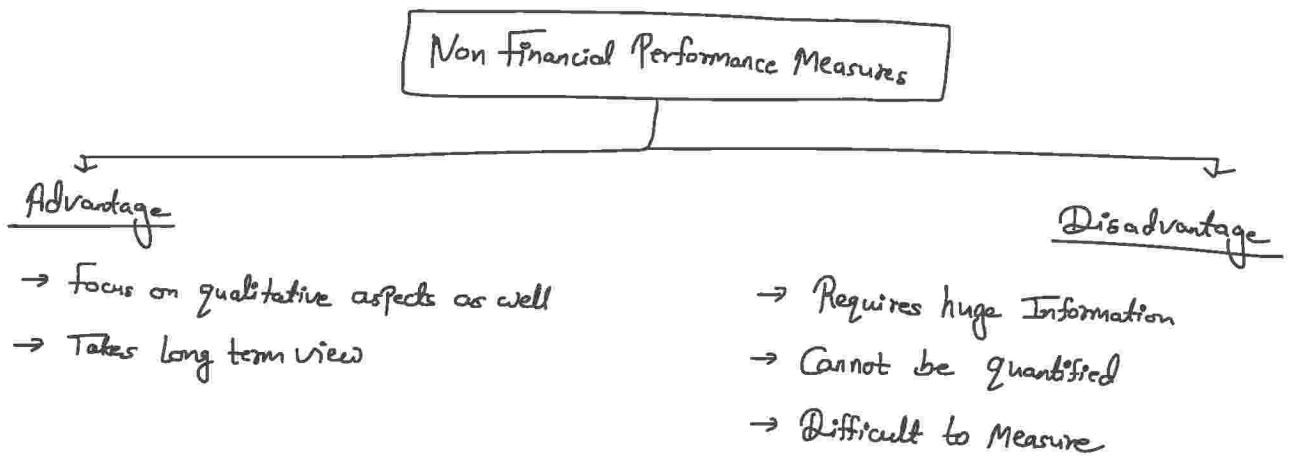 Non Financial Performance Measures
Advantage
→ Focus on qualitative aspects as well
→ Takes long term view
Disadvantage
→ Requires huge Information
→ Cannot be quantified
→ Difficult to Measure